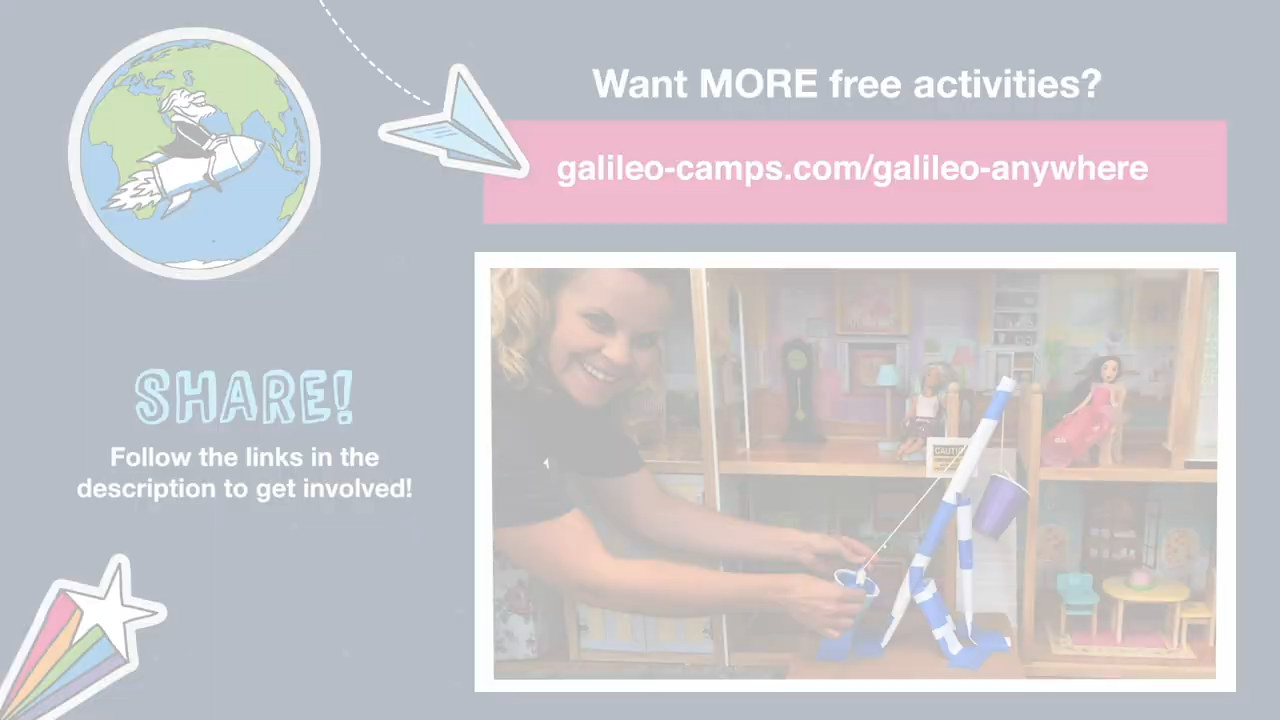 Want MORE free activities?
galileo-camps.com/galileo-anywhere
SHARE!
Follow the links in the
description to get involved!
CAUTI